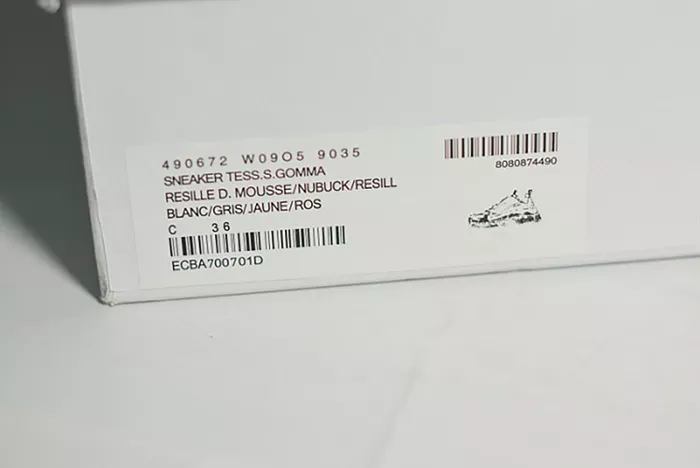 490672 W09O5 9035
SNEAKER TESS.S.GOMMA
RESILLE D. MOUSSE/NUBUCK/RESILL
BLANC/GRIS/JAUNE/ROS
C 36
ECBA700701D
8080874490